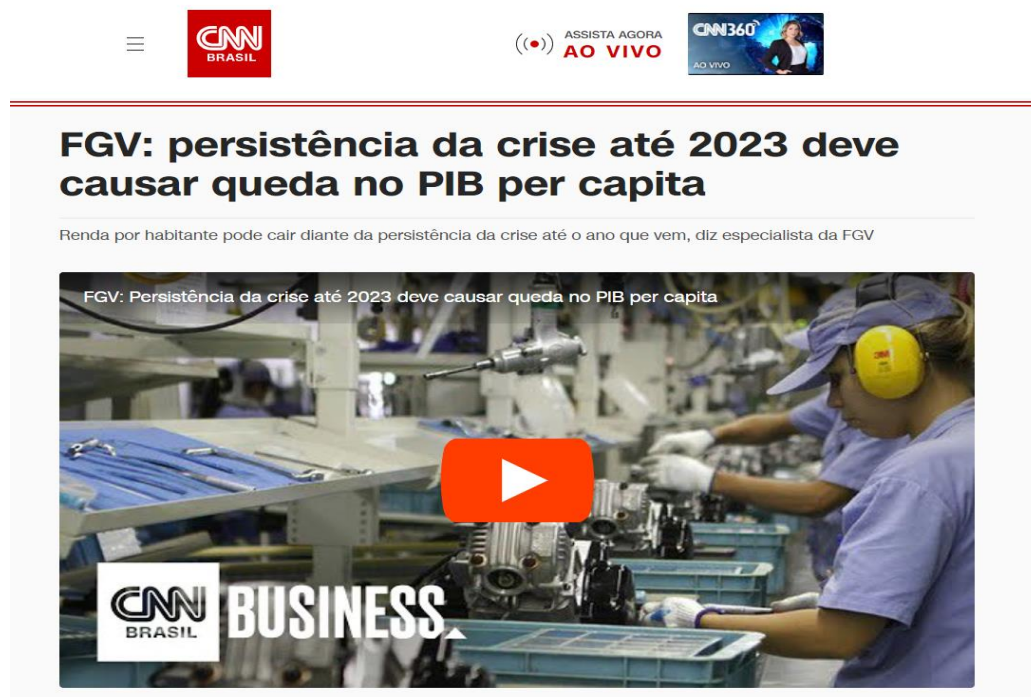 CNN
BRASIL
ASSISTA AGORA
AO VIVO
CNN360°
AO VIVO
FGV: persistência da crise até 2023 deve
causar queda no PIB per capita
Renda por habitante pode cair diante da persistência da crise até o ano que vem, diz especialista da FGV
FGV: Persistência da crise até 2023 deve causar queda no PIB per capita
3M
CNN
BRASIL
BUSINESS